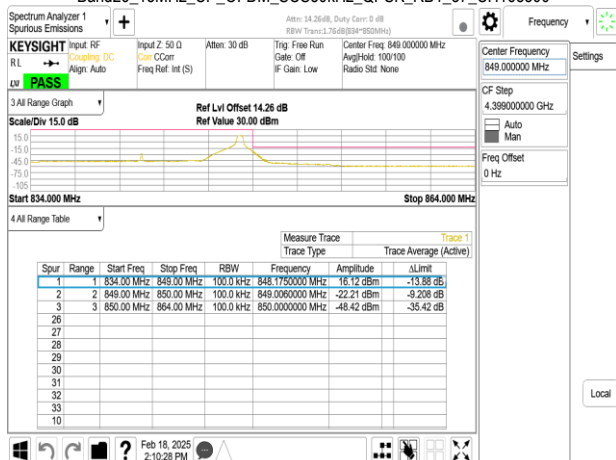 Spectrum Analyzer 1
Spurious Emissions
Attn: 14.26dB, Duty Corr: 0 dB
RBW Trans:1.76dB(834~850MHz)
Frequency
KEYSIGHT
Input: RF
Coupling: DC
Align: Auto
Input Z: 50 Ω
Corr CCorr
Freq Ref: Int (S)
Atten: 30 dB
Trig: Free Run
Gate: Off
IF Gain: Low
Center Freq: 849.000000 MHz
Avg|Hold: 100/100
Radio Std: None
RL
LXI PASS
Center Frequency
849.000000 MHz
Settings
CF Step
4.399000000 GHz
Auto
Man
Freq Offset
0 Hz
3 All Range Graph
Ref Lvl Offset 14.26 dB
Scale/Div 15.0 dB
Ref Value 30.00 dBm
15.0
-15.0
-45.0
-75.0
-105
Start 834.000 MHz
Stop 864.000 MHz
4 All Range Table
Measure Trace Trace 1
Trace Type Trace Average (Active)
Spur Range Start Freq Stop Freq RBW Frequency Amplitude ΔLimit
1 1 834.00 MHz 849.00 MHz 100.0 kHz 848.1750000 MHz 16.12 dBm -13.88 dB
2 2 849.00 MHz 850.00 MHz 100.0 kHz 849.0060000 MHz -22.21 dBm -9.208 dB
3 3 850.00 MHz 864.00 MHz 100.0 kHz 850.0000000 MHz -48.42 dBm -35.42 dB
26
27
28
29
30
31
32
33
10
Local
Feb 18, 2025
2:10:28 PM